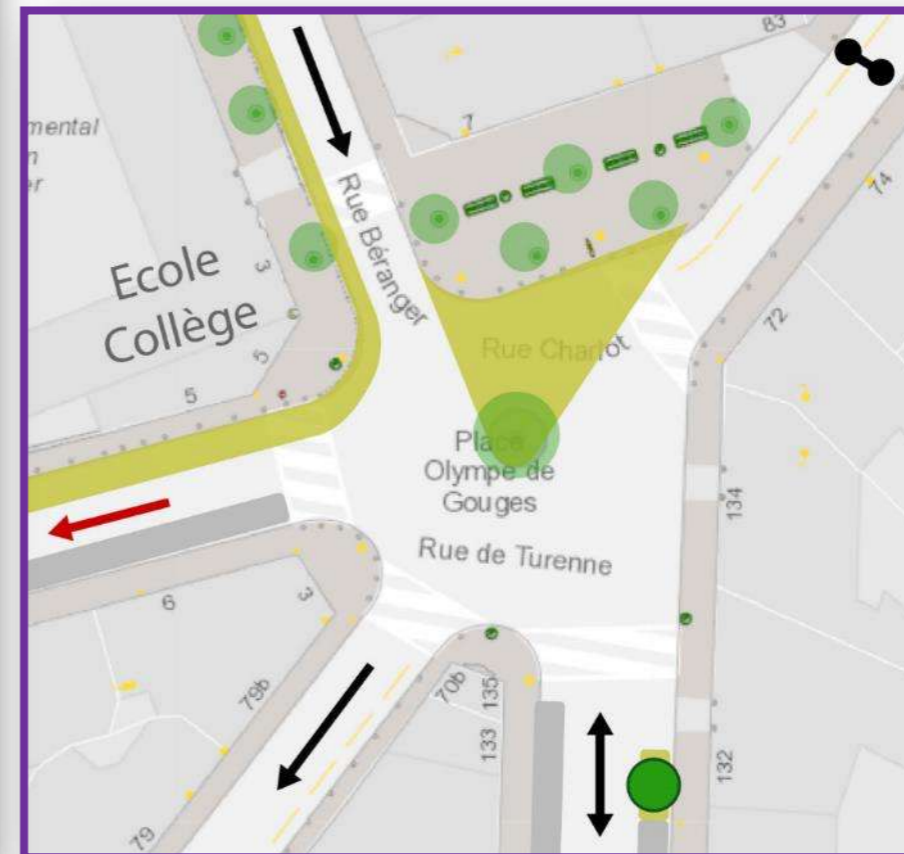 83
7
mental
n
er
74
Rue Béranger
Ecole
Collège
3
5
5
Rue Charlot
72
Place
Olympe de
Gouges
134
Rue de Turenne
6
3
79b
70b
135
133
132
79